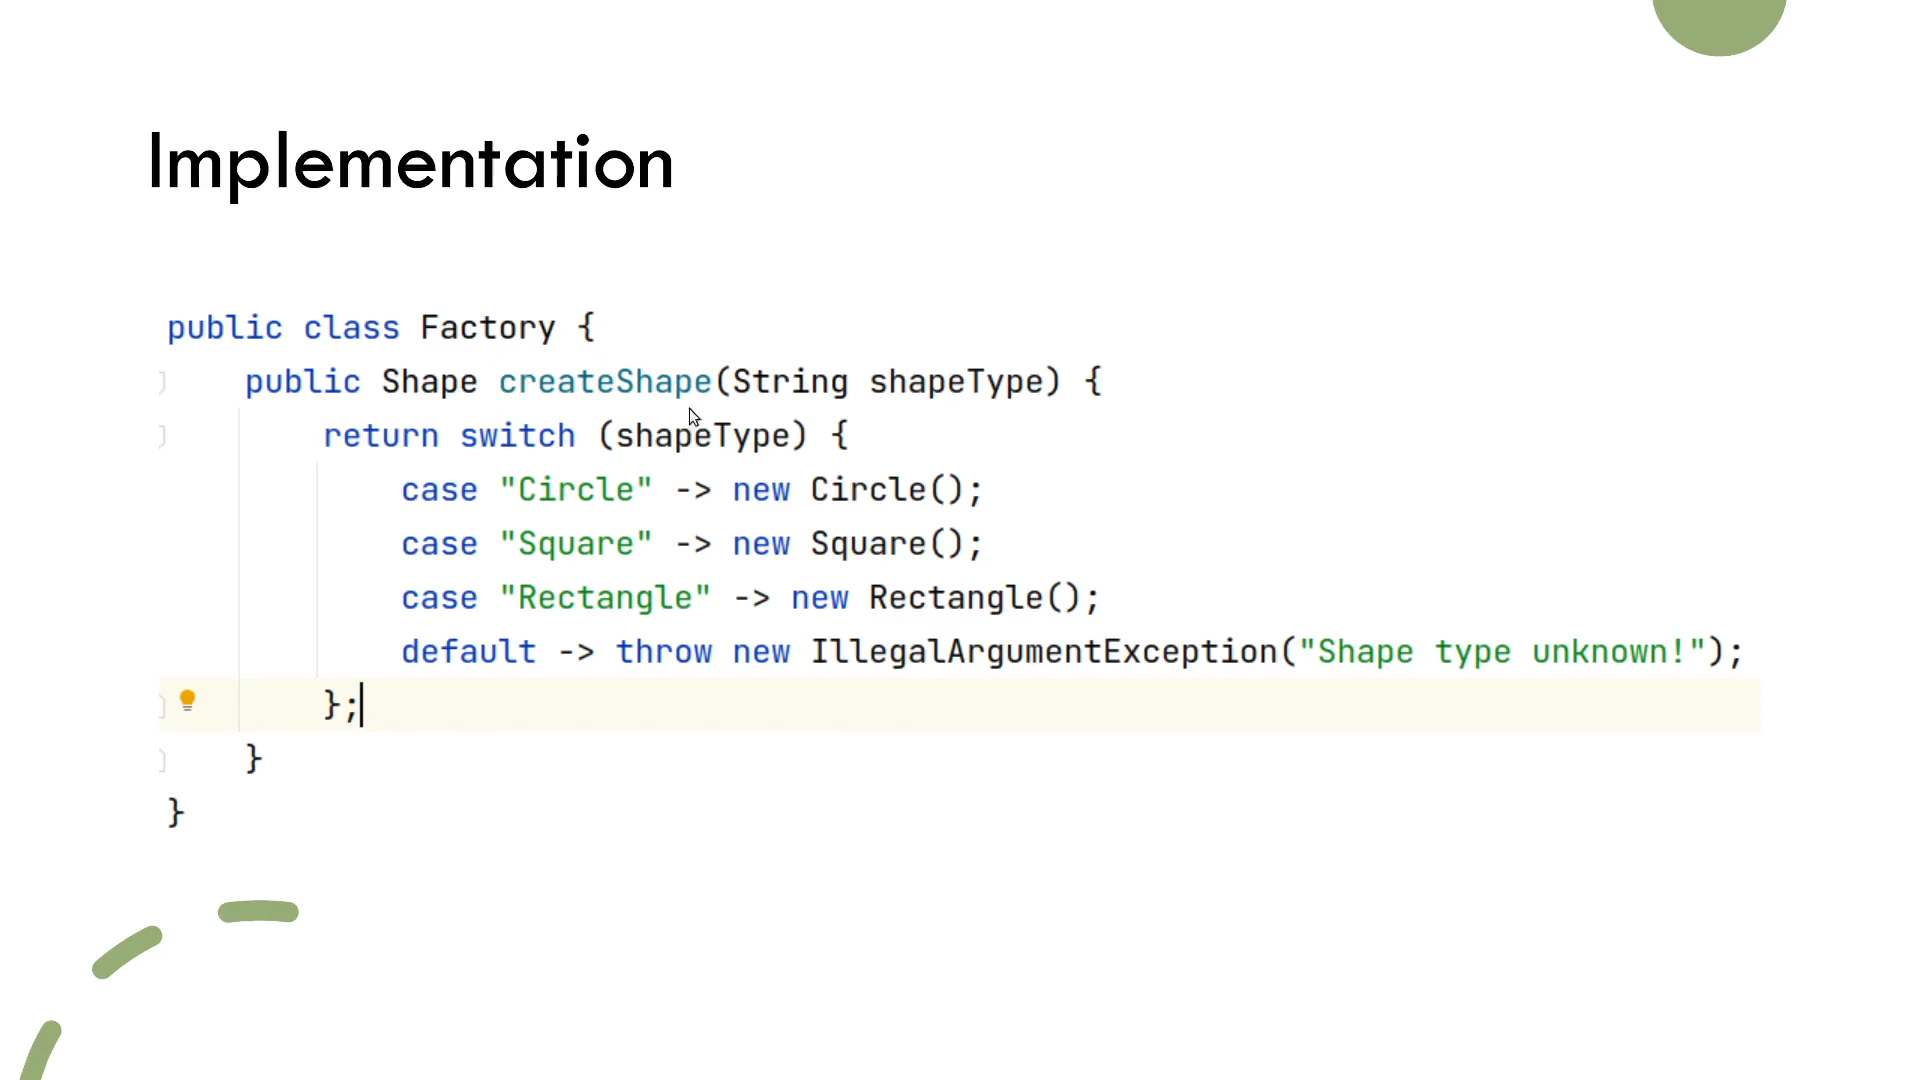 Implementation
public class Factory {
public Shape createShape(String shapeType) {
return switch (shapeType) {
case "Circle" -> new Circle();
case "Square" -> new Square();
case "Rectangle" -> new Rectangle();
default -> throw new IllegalArgumentException("Shape type unknown!");
};
}
}